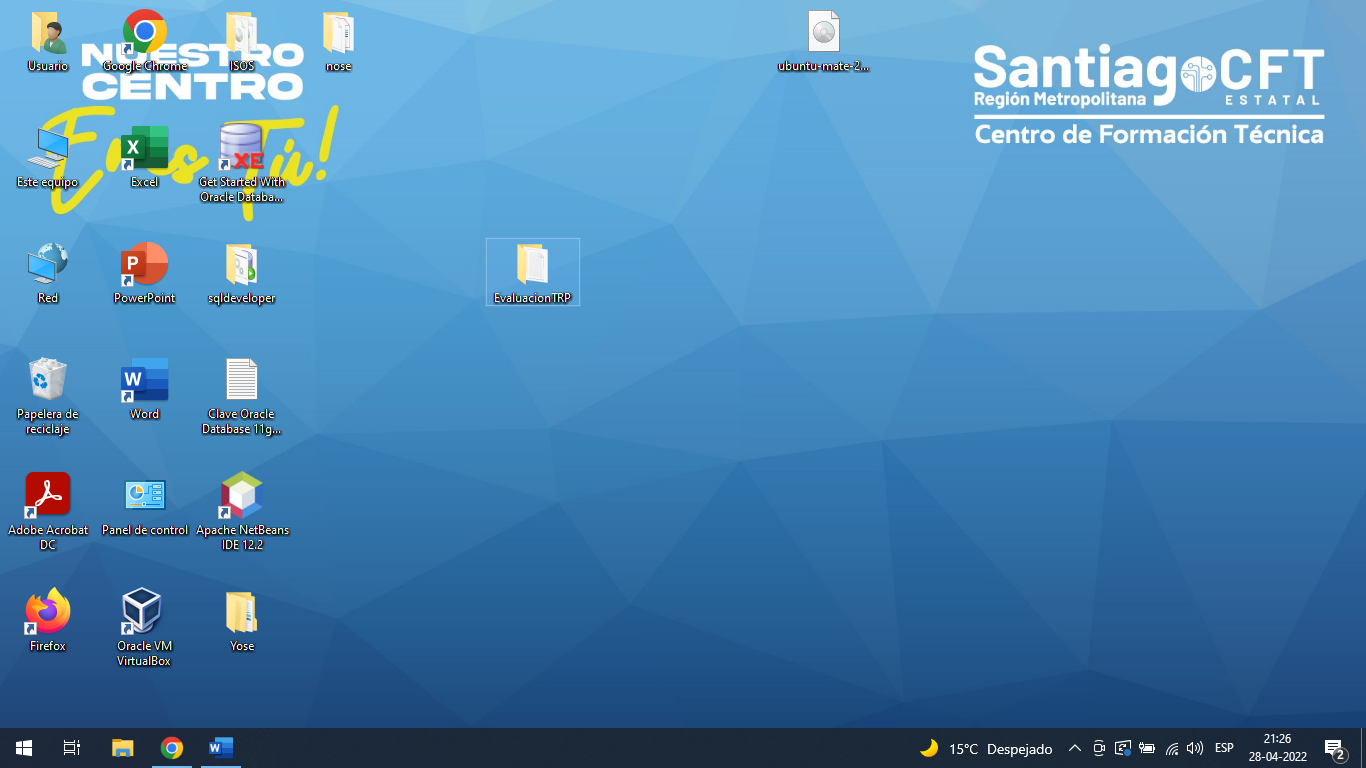 Usuario
Google Chrome
ISOS
nose
ubuntu-mate-2...
NUESTRO
CENTRO
Eres Tú!
Santiago CFT
Región Metropolitana
ESTATAL
Centro de Formación Técnica
Este equipo
Excel
Get Started With
Oracle Databa...
XE
Red
PowerPoint
sqldeveloper
EvaluacionTRP
Papelera de
reciclaje
Word
Clave Oracle
Database 11g...
Adobe Acrobat
DC
Panel de control
Apache NetBeans
IDE 12.2
Firefox
Oracle VM
VirtualBox
Yose
15°C Despejado
ESP
21:26
28-04-2022
2